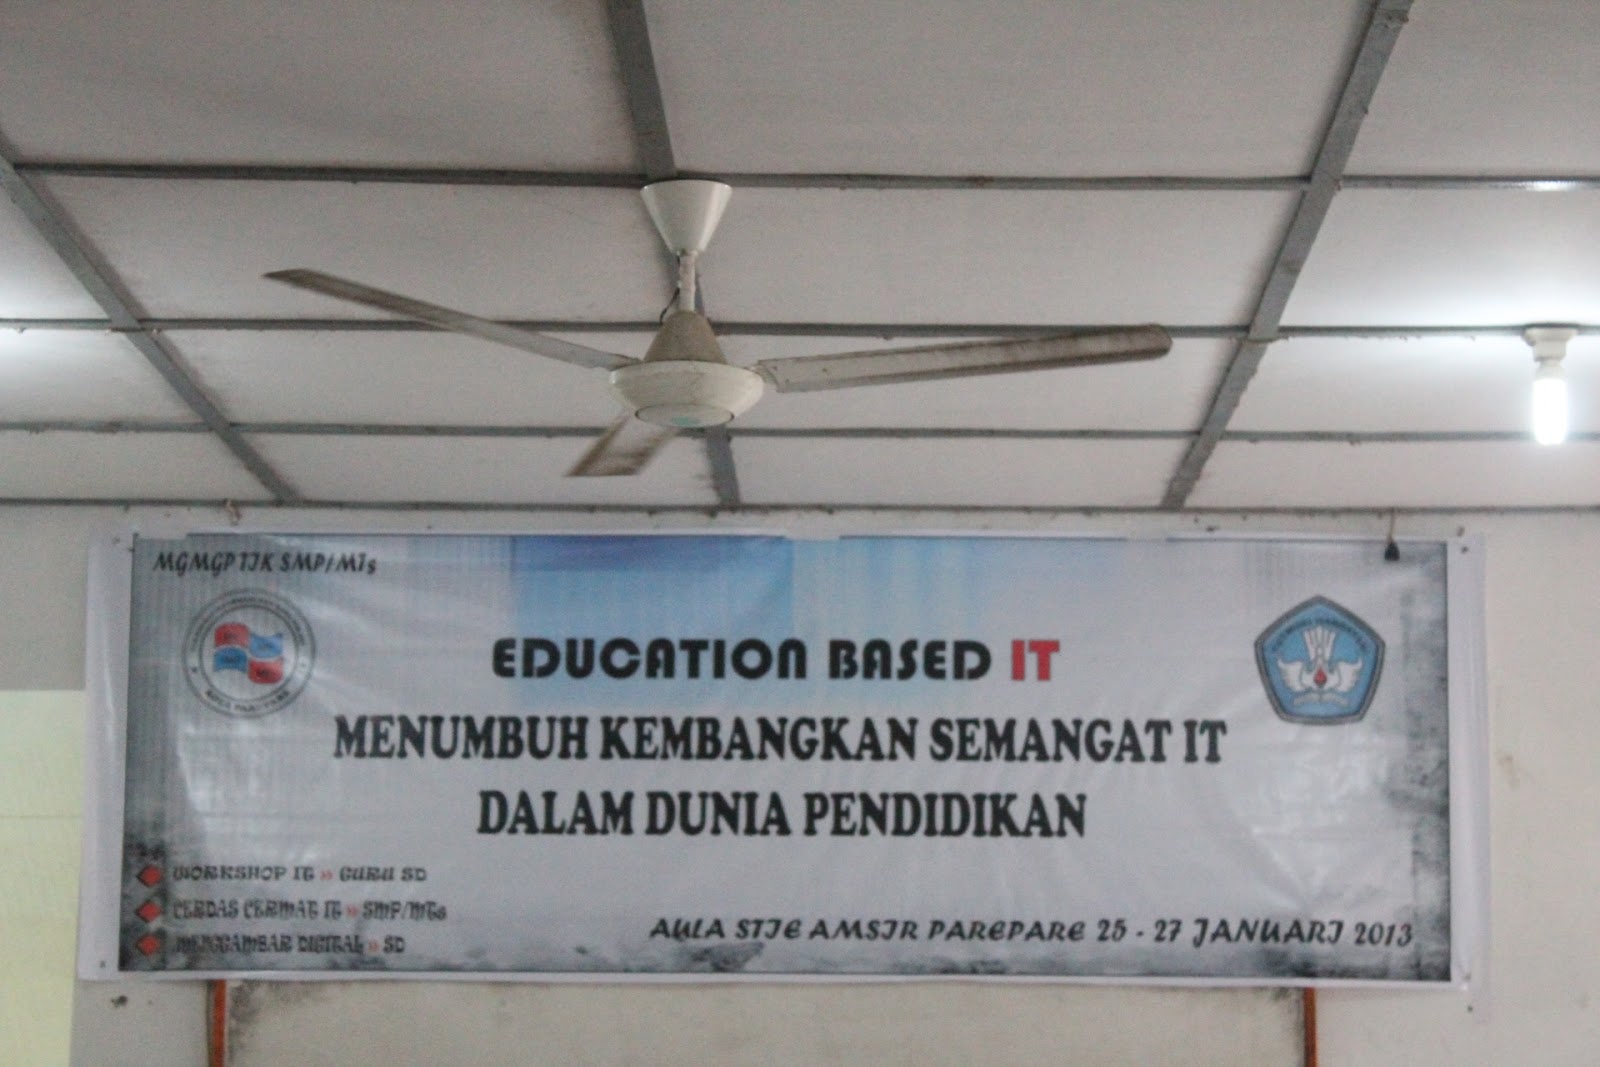 MGMGP TIK SMP/MTs
EDUCATION BASED IT
MENUMBUH KEMBANGKAN SEMANGAT IT
DALAM DUNIA PENDIDIKAN
WORKSHOP IT » GURU SD
CERDAS CERMAT IT » SMP/MTs
MENGGAMBAR DIGITAL » SD
AULA STIE AMSIR PAREPARE 25 - 27 JANUARI 2013